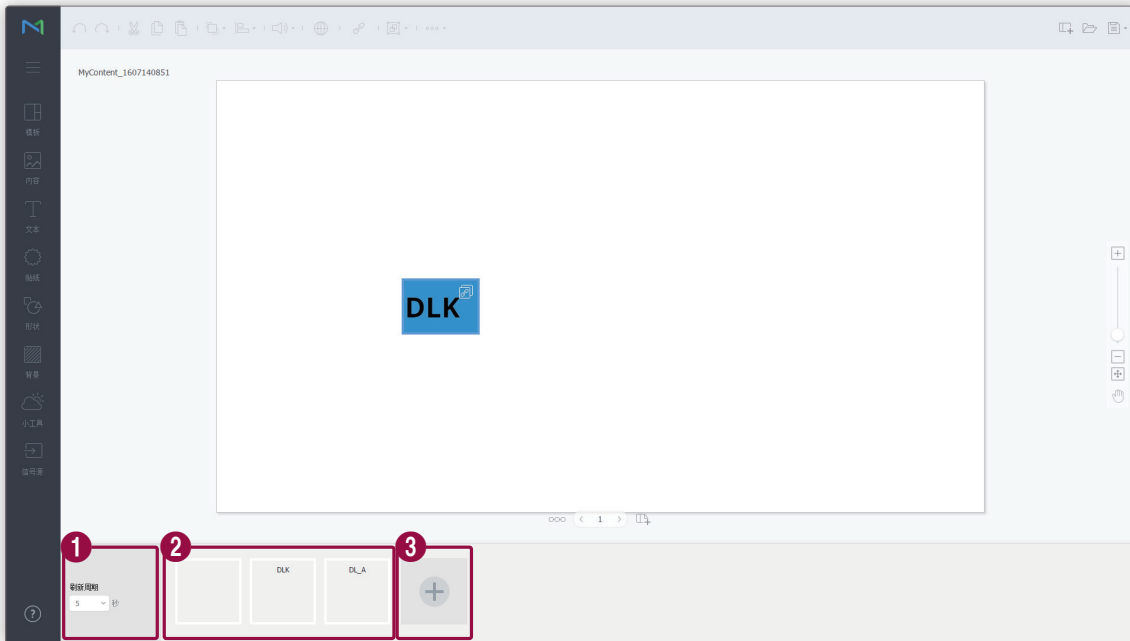 MyContent_1607140851
模板
内容
文本
贴纸
形状
背景
小工具
信号源
DLK
1
1
2
3
刷新周期
5 秒
DLK
DL_A
?